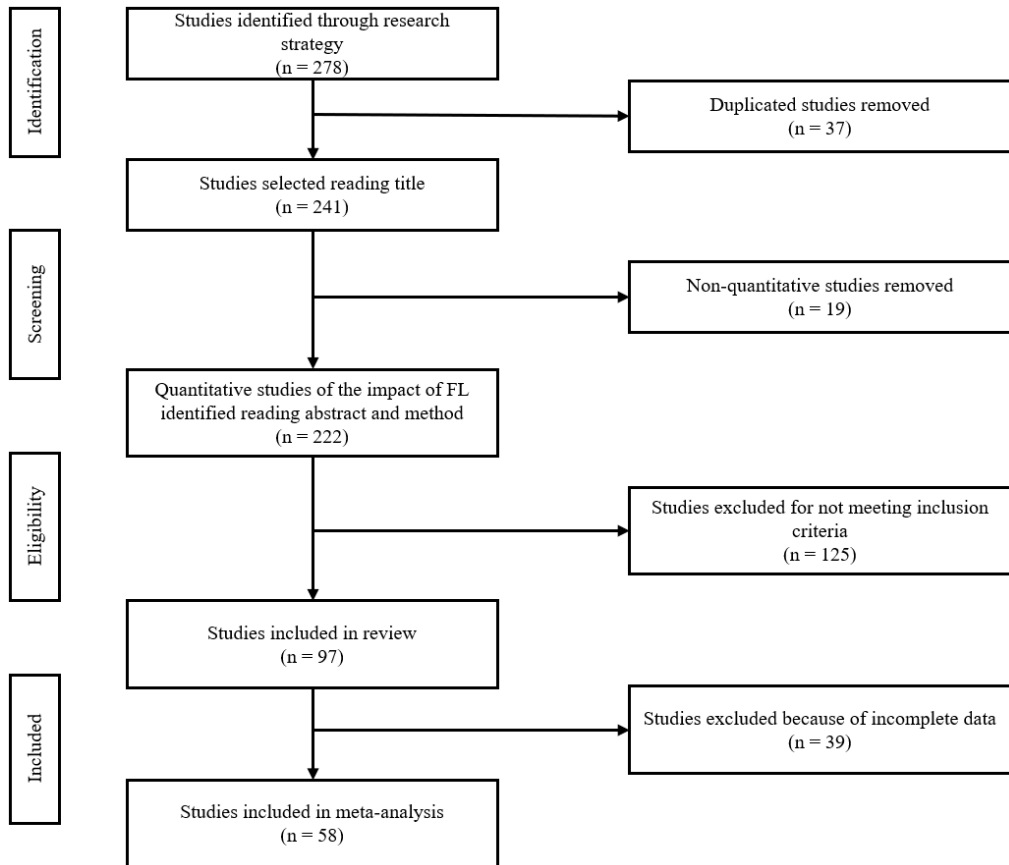 Identification
Studies identified through research
strategy
(n = 278)
Duplicated studies removed
(n = 37)
Studies selected reading title
(n = 241)
Screening
Non-quantitative studies removed
(n = 19)
Quantitative studies of the impact of FL
identified reading abstract and method
(n = 222)
Eligibility
Studies excluded for not meeting inclusion
criteria
(n = 125)
Studies included in review
(n = 97)
Included
Studies excluded because of incomplete data
(n = 39)
Studies included in meta-analysis
(n = 58)